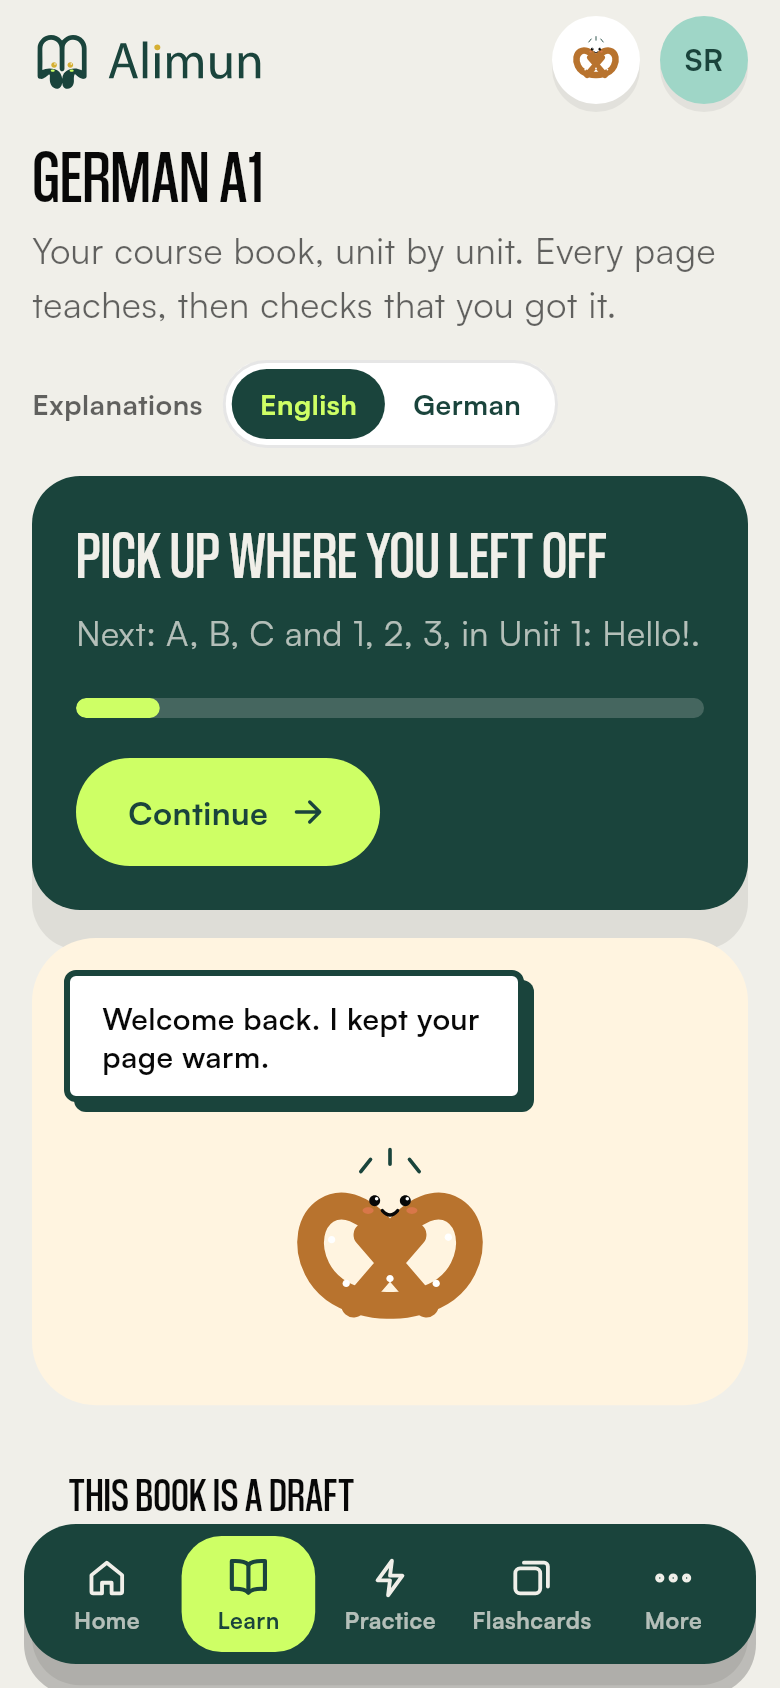 Alimun
SR
GERMAN A1
Your course book, unit by unit. Every page
teaches, then checks that you got it.
Explanations
English
German
PICK UP WHERE YOU LEFT OFF
Next: A, B, C and 1, 2, 3, in Unit 1: Hello!.
Continue
Welcome back. I kept your
page warm.
THIS BOOK IS A DRAFT
Home
Learn
Practice
Flashcards
More